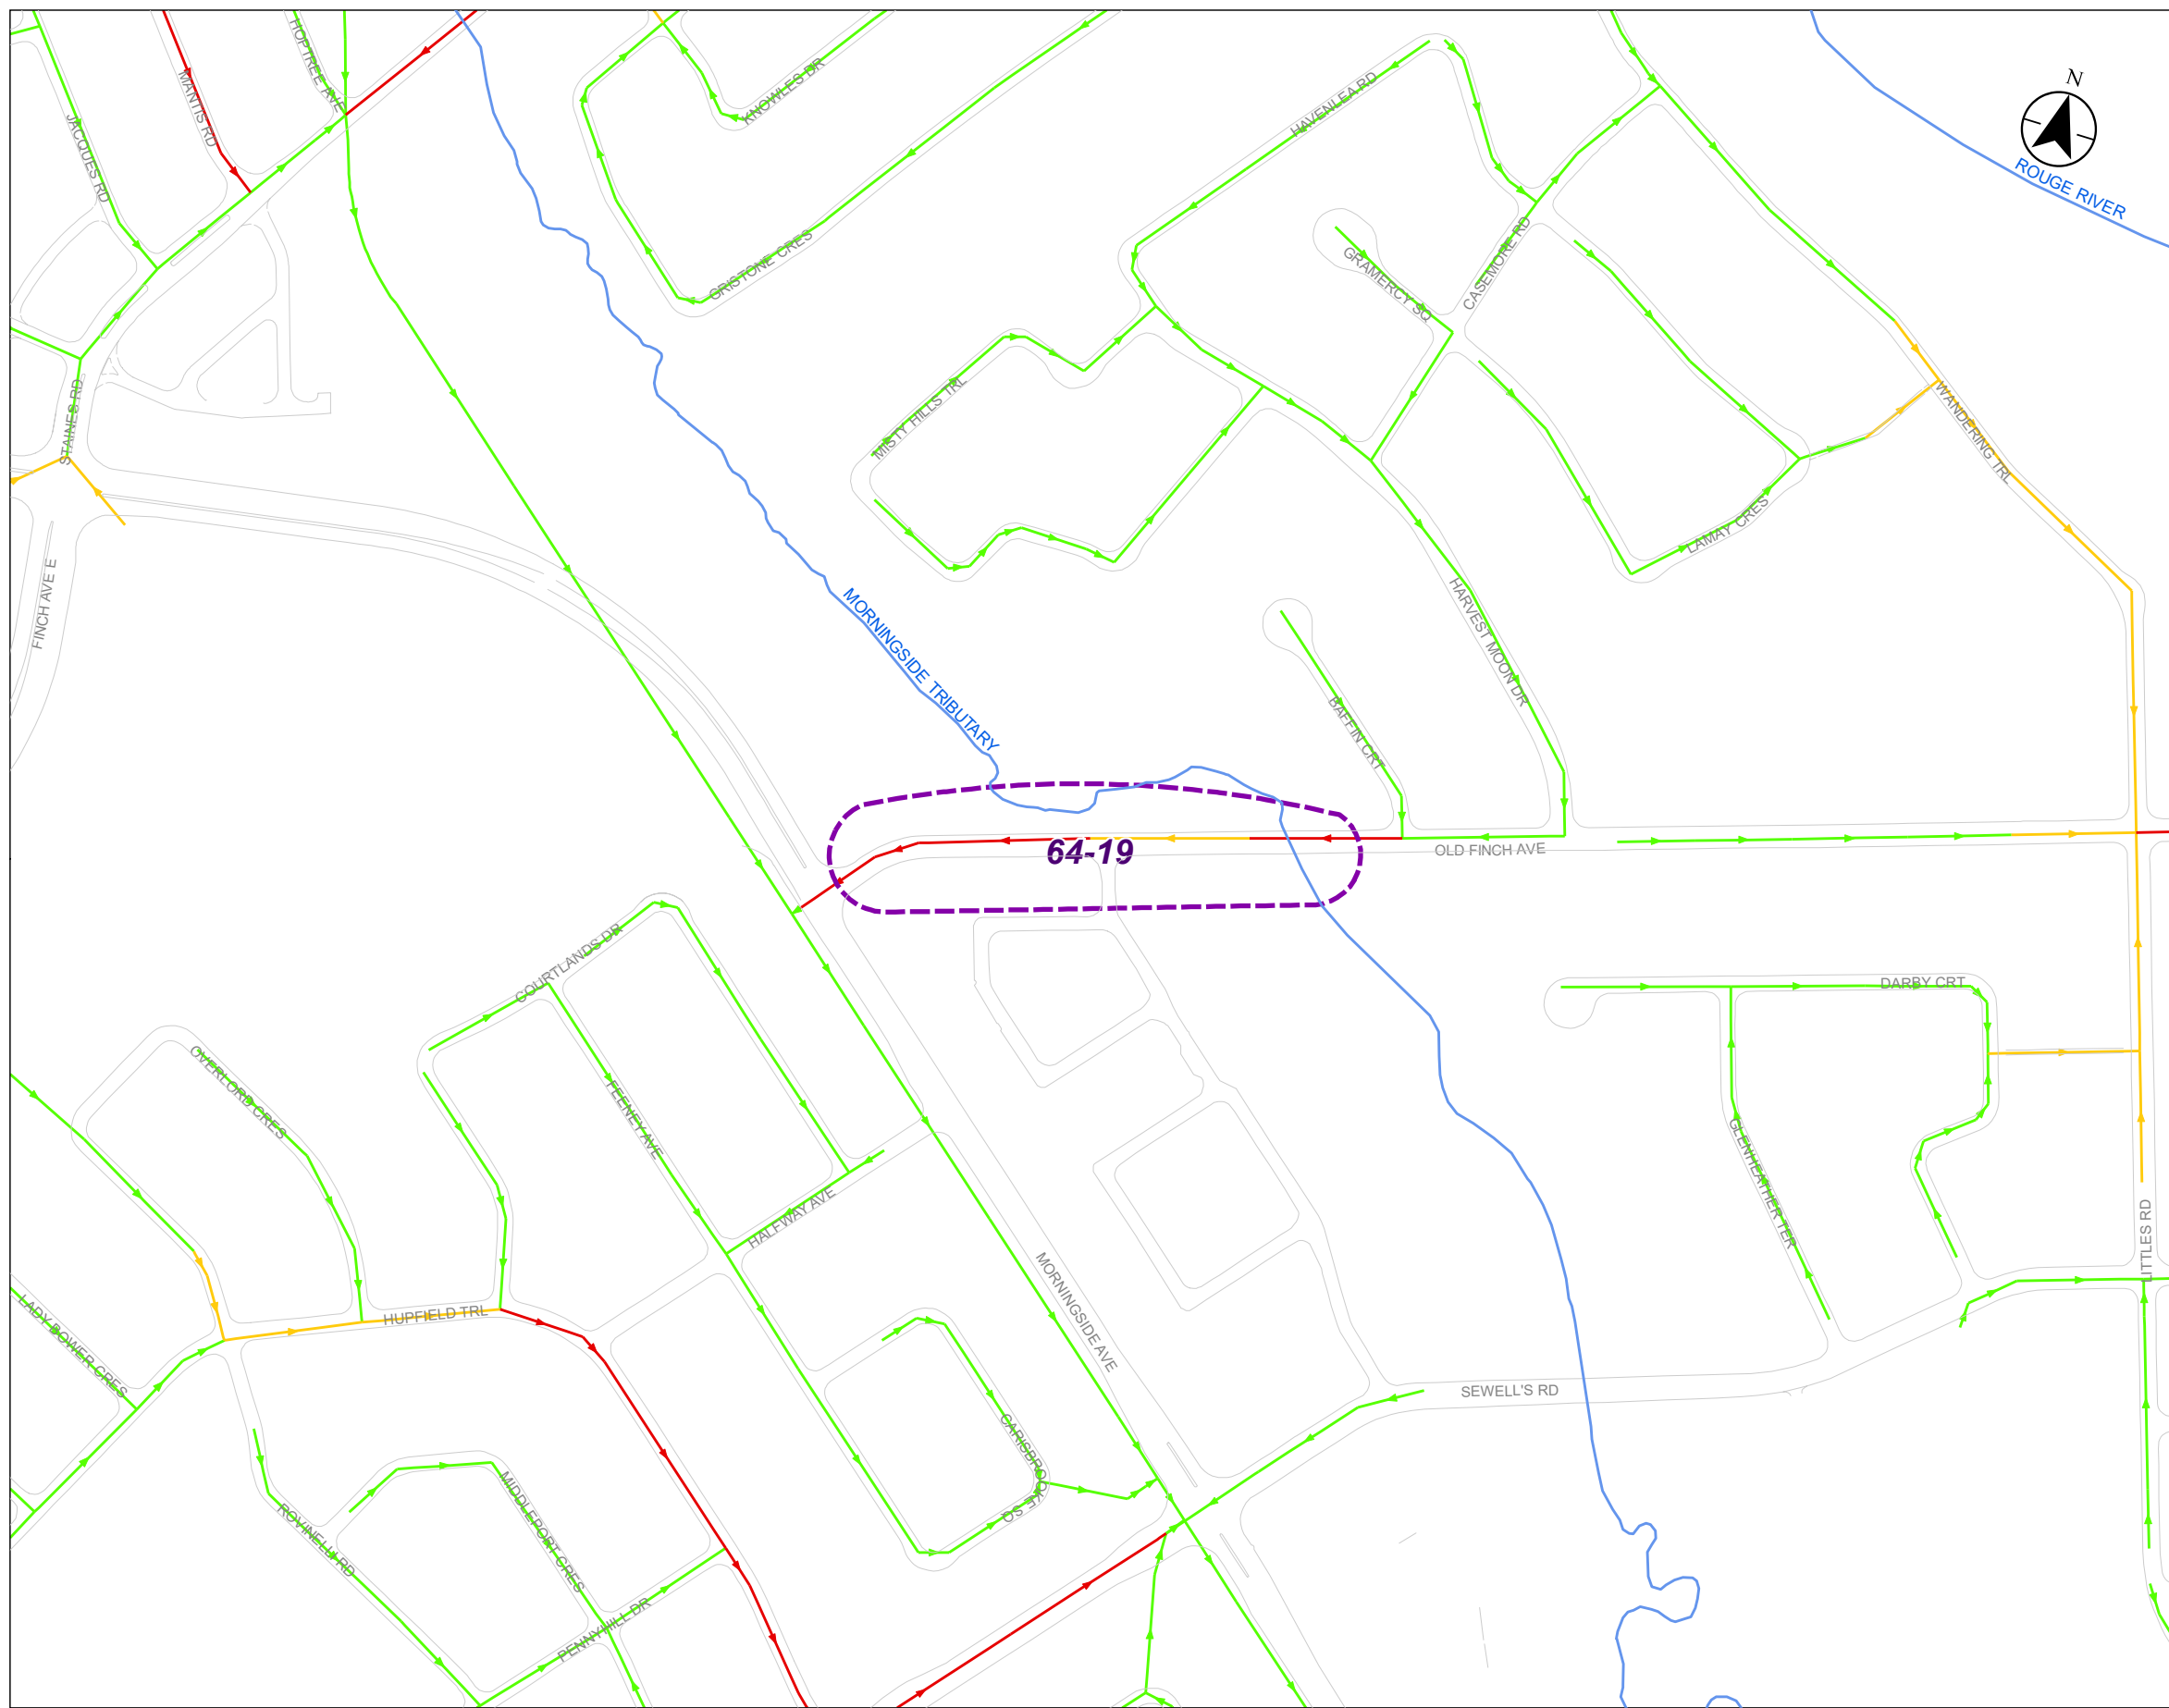 HOPTREE AVE
MANTIS RD
JACQUES RD
KNOWLES DR
HAVENLEA RD
N
ROUGE RIVER
GRISTONE CRES
GRAMERCY SQ
CASEMORE RD
STAINES RD
MISTY HILLS TRL
WANDERING TRL
LAMAY CRES
FINCH AVE E
MORNINGSIDE TRIBUTARY
HARVEST MOON DR
BAFFIN CRT
64-19
OLD FINCH AVE
COURTLANDS DR
DARBY CRT
OVERLORD CRES
FEENEY AVE
GLENHEATHER TER
HALFWAY AVE
LITTLES RD
MORNINGSIDE AVE
HUPFIELD TRL
LADY BOWER CRES
SEWELL'S RD
CARISBROOKE SQ
MIDDLEPORT CRES
ROVINELLI RD
PENNYHILL DR